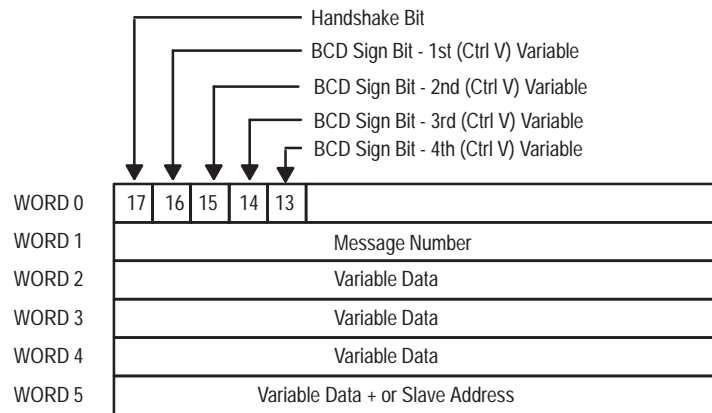 Handshake Bit
BCD Sign Bit - 1st (Ctrl V) Variable
BCD Sign Bit - 2nd (Ctrl V) Variable
BCD Sign Bit - 3rd (Ctrl V) Variable
BCD Sign Bit - 4th (Ctrl V) Variable
WORD 0 17 16 15 14 13
WORD 1 Message Number
WORD 2 Variable Data
WORD 3 Variable Data
WORD 4 Variable Data
WORD 5 Variable Data + or Slave Address